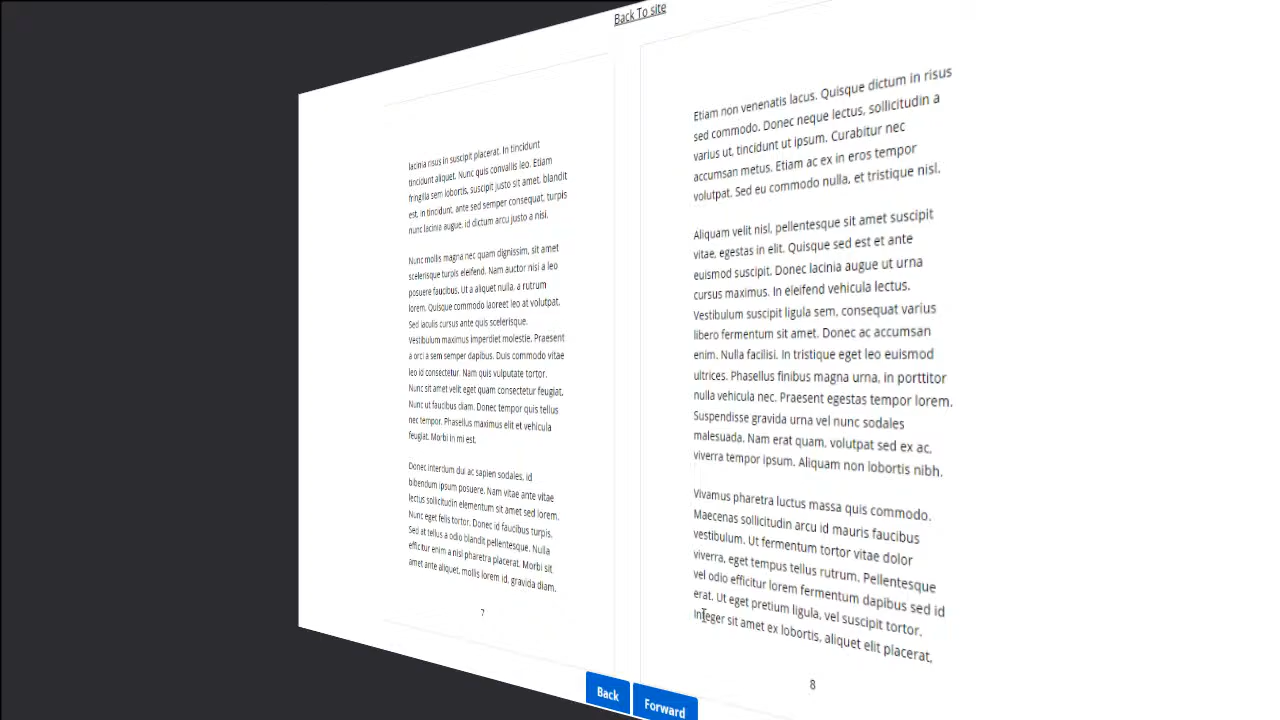 Back To site
lacinia risus in suscipit placerat. In tincidunt
tincidunt aliquet. Nunc quis convallis leo. Etiam
fringilla sem lobortis, suscipit justo sit amet, blandit
est. In tincidunt, ante sed semper consequat, turpis
nunc lacinia augue, id dictum arcu justo a nisi.
Nunc mollis magna nec quam dignissim, sit amet
scelerisque turpis eleifend. Nam auctor nisi a leo
posuere faucibus. Ut a aliquet nulla, a rutrum
lorem. Quisque commodo laoreet leo at volutpat.
Sed iaculis cursus ante quis scelerisque.
Vestibulum maximus imperdiet molestie. Praesent
a orci a sem semper dapibus. Duis commodo vitae
leo id consectetur. Nam quis vulputate tortor.
Nunc sit amet velit eget quam consectetur feugiat.
Nunc ut faucibus diam. Donec tempor quis tellus
nec tempor. Phasellus maximus elit et vehicula
feugiat. Morbi in mi est.
Donec interdum dui ac sapien sodales, id
bibendum ipsum posuere. Nam vitae ante vitae
lectus sollicitudin elementum sit amet sed lorem.
Nunc eget felis tortor. Donec id faucibus turpis.
Sed at tellus a odio blandit pellentesque. Nulla
efficitur enim a nisl pharetra placerat. Morbi sit
amet ante aliquet, mollis lorem id, gravida diam.
7
Etiam non venenatis lacus. Quisque dictum in risus
sed commodo. Donec neque lectus, sollicitudin a
varius ut, tincidunt ut ipsum. Curabitur nec
accumsan metus. Etiam ac ex in eros tempor
volutpat. Sed eu commodo nulla, et tristique nisl.
Aliquam velit nisl, pellentesque sit amet suscipit
vitae, egestas in elit. Quisque sed est et ante
euismod suscipit. Donec lacinia augue ut urna
cursus maximus. In eleifend vehicula lectus.
Vestibulum suscipit ligula sem, consequat varius
libero fermentum sit amet. Donec ac accumsan
enim. Nulla facilisi. In tristique eget leo euismod
ultrices. Phasellus finibus magna urna, in porttitor
nulla vehicula nec. Praesent egestas tempor lorem.
Suspendisse gravida urna vel nunc sodales
malesuada. Nam erat quam, volutpat sed ex ac,
viverra tempor ipsum. Aliquam non lobortis nibh.
Vivamus pharetra luctus massa quis commodo.
Maecenas sollicitudin arcu id mauris faucibus
vestibulum. Ut fermentum tortor vitae dolor
viverra, eget tempus tellus rutrum. Pellentesque
vel odio efficitur lorem fermentum dapibus sed id
erat. Ut eget pretium ligula, vel suscipit tortor.
Integer sit amet ex lobortis, aliquet elit placerat,
8
Back
Forward